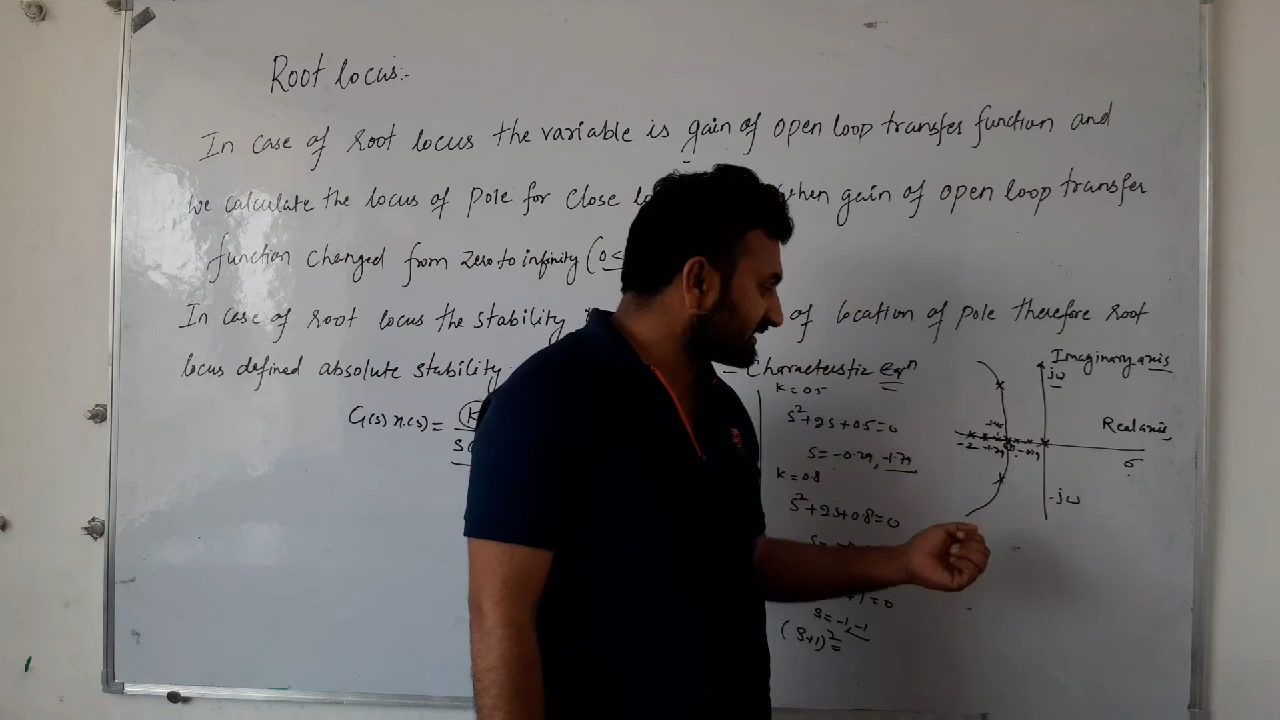 Root locus:-
In case of root locus the variable is gain of open loop transfer function and
we calculate the locus of pole for close when gain of open loop transfer
function changed from zero to infinity (0≤
In case of root locus the stability of location of pole therefore root
locus defined absolute stability - Characterstic eqn
K = 0.5
G(s) H(s) = K
s²+2s+0.5=0
s = -0.29, -1.79
K = 0.8
s²+2s+0.8=0
+1=0
s = -1, -1
(s+1)² =
Imaginary axis
jω
Real axis
-2
σ
-jω